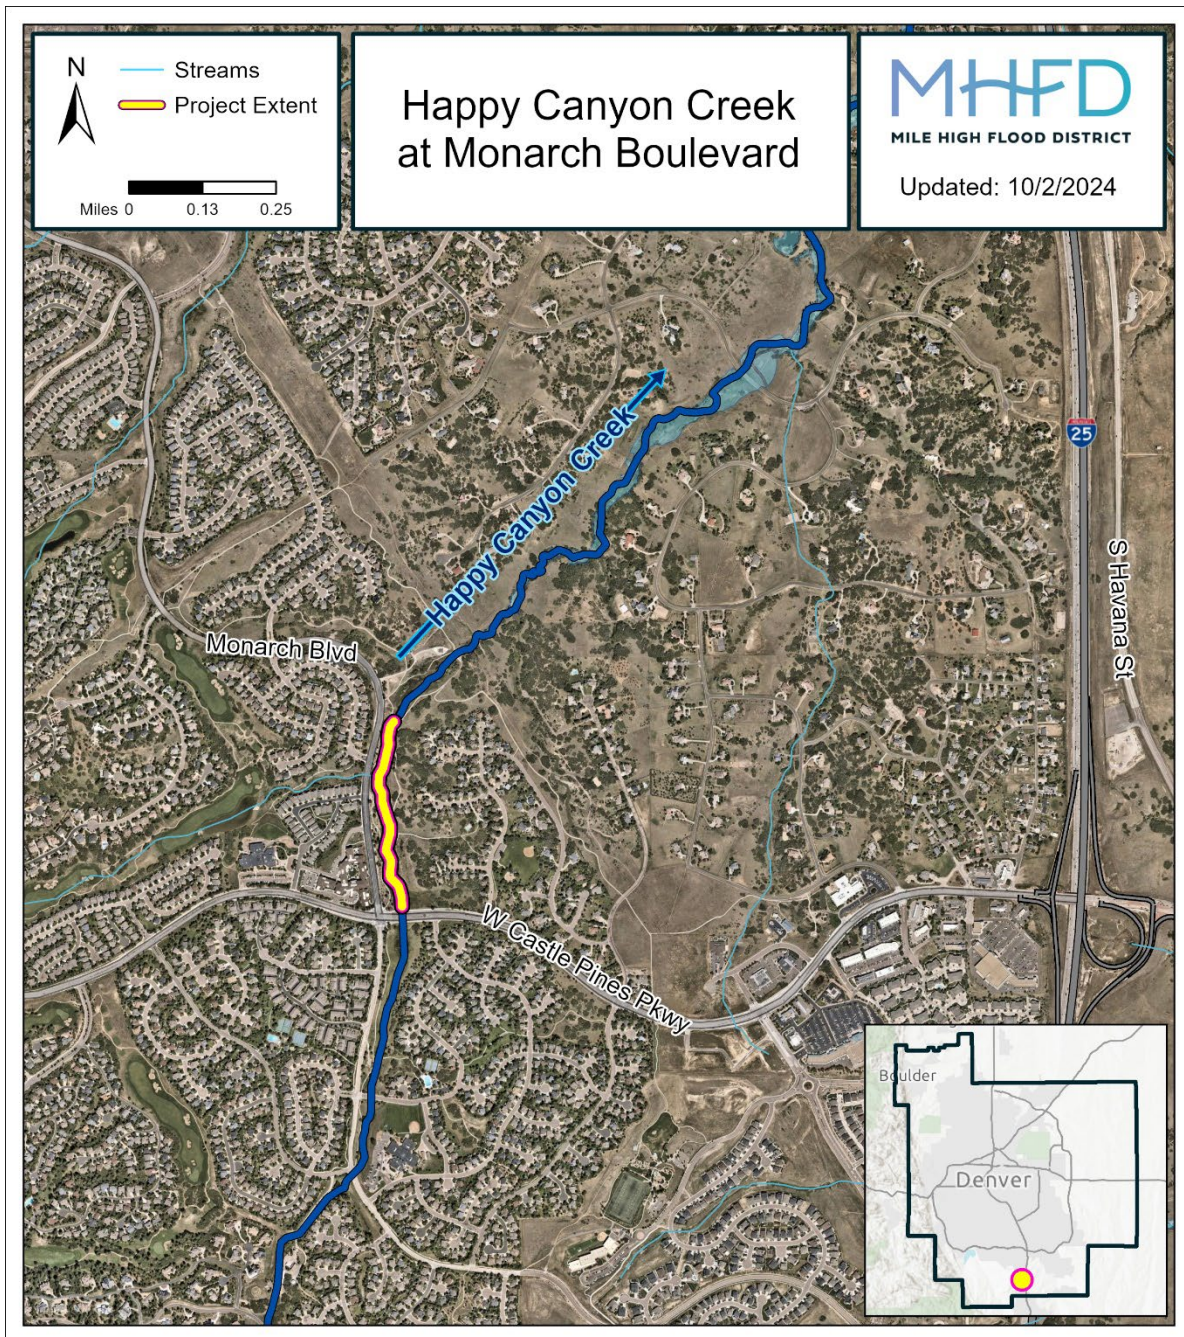 N
Streams
Project Extent
Miles 0 0.13 0.25
Happy Canyon Creek
at Monarch Boulevard
MHFD
MILE HIGH FLOOD DISTRICT
Updated: 10/2/2024
25
Happy Canyon Creek
S Havana St
Monarch Blvd
W Castle Pines Pkwy
Boulder
Denver